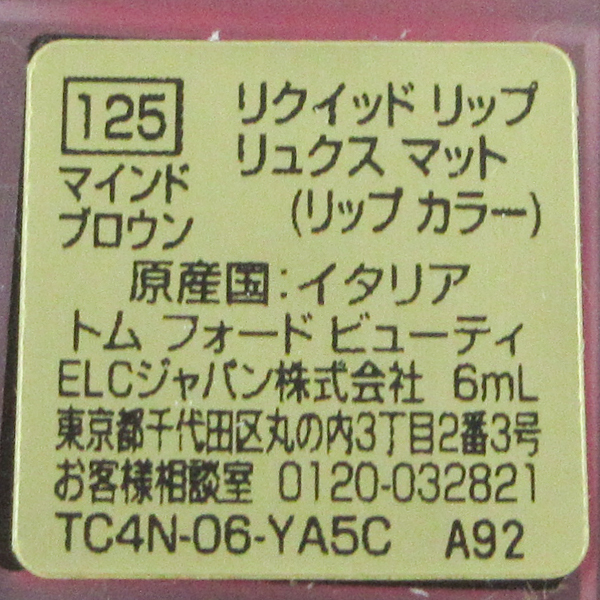 125 リクイッド リップ
マインド リュクス マット
ブロウン (リップ カラー)
原産国:イタリア
トム フォード ビューティ
ELCジャパン株式会社 6mL
東京都千代田区丸の内3丁目2番3号
お客様相談室 0120-032821
TC4N-06-YA5C A92